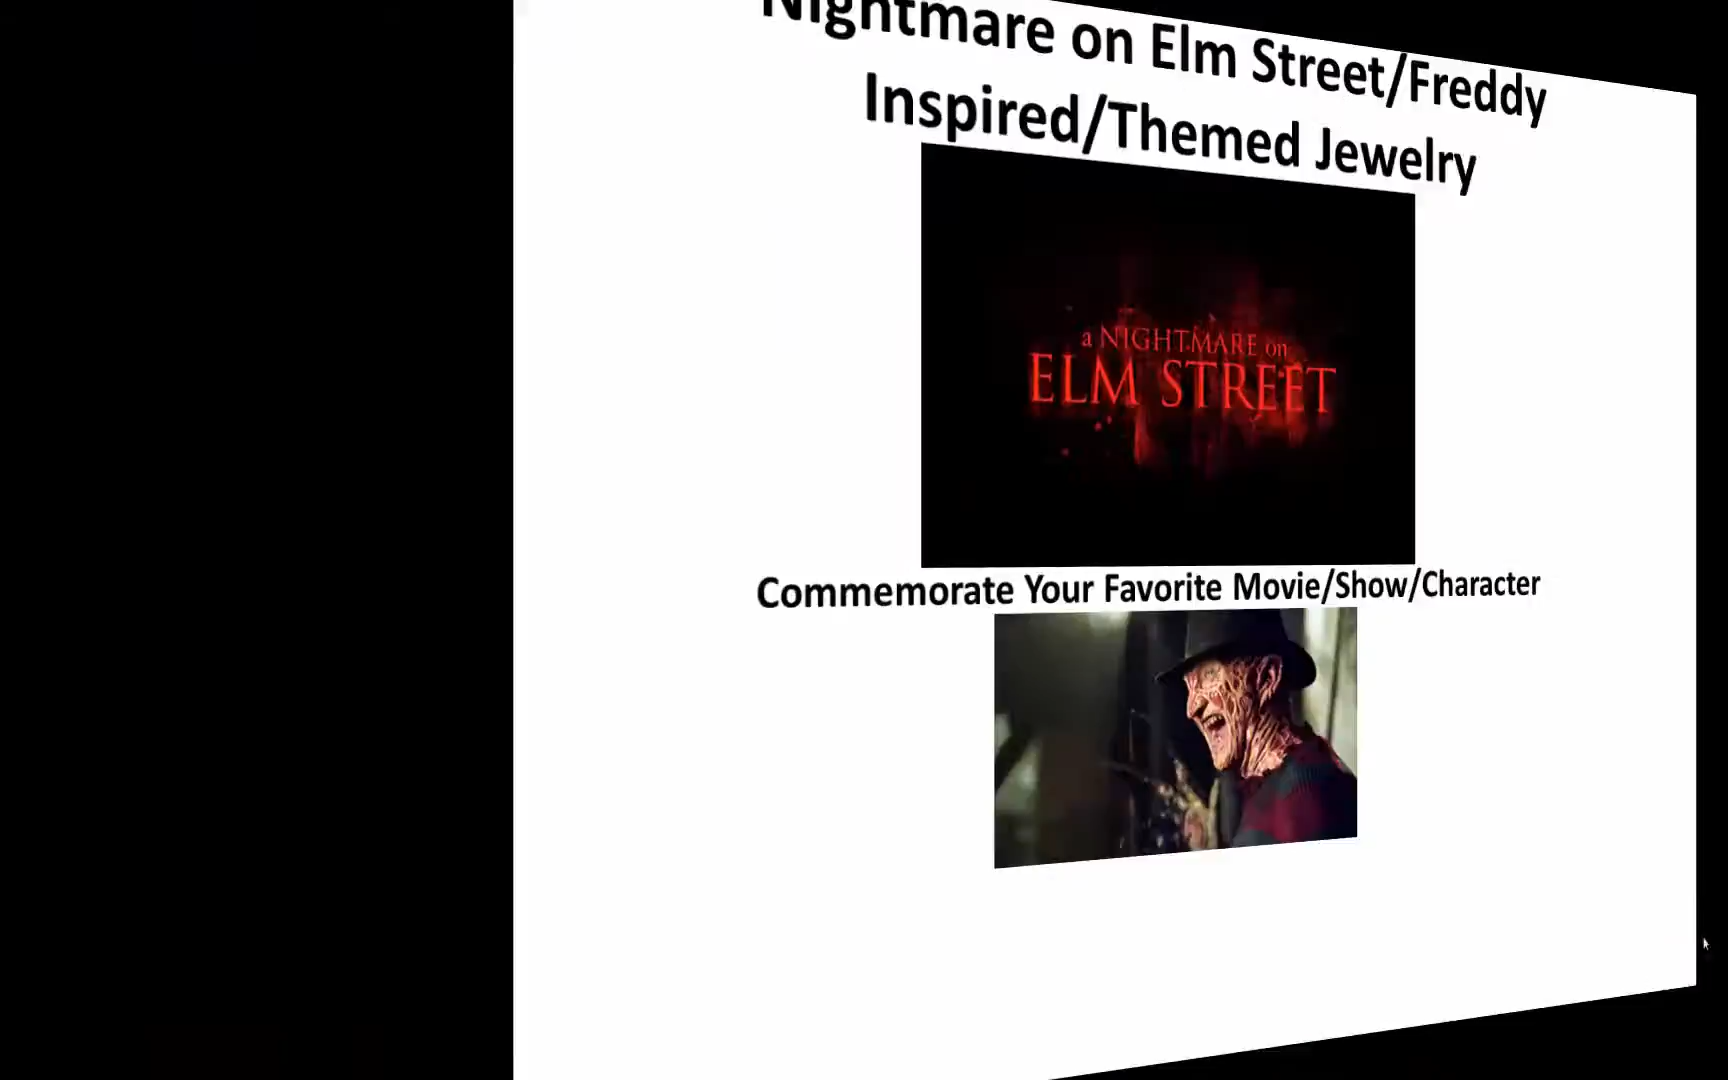 Nightmare on Elm Street/Freddy
Inspired/Themed Jewelry
a NIGHTMARE on
ELM STREET
Commemorate Your Favorite Movie/Show/Character